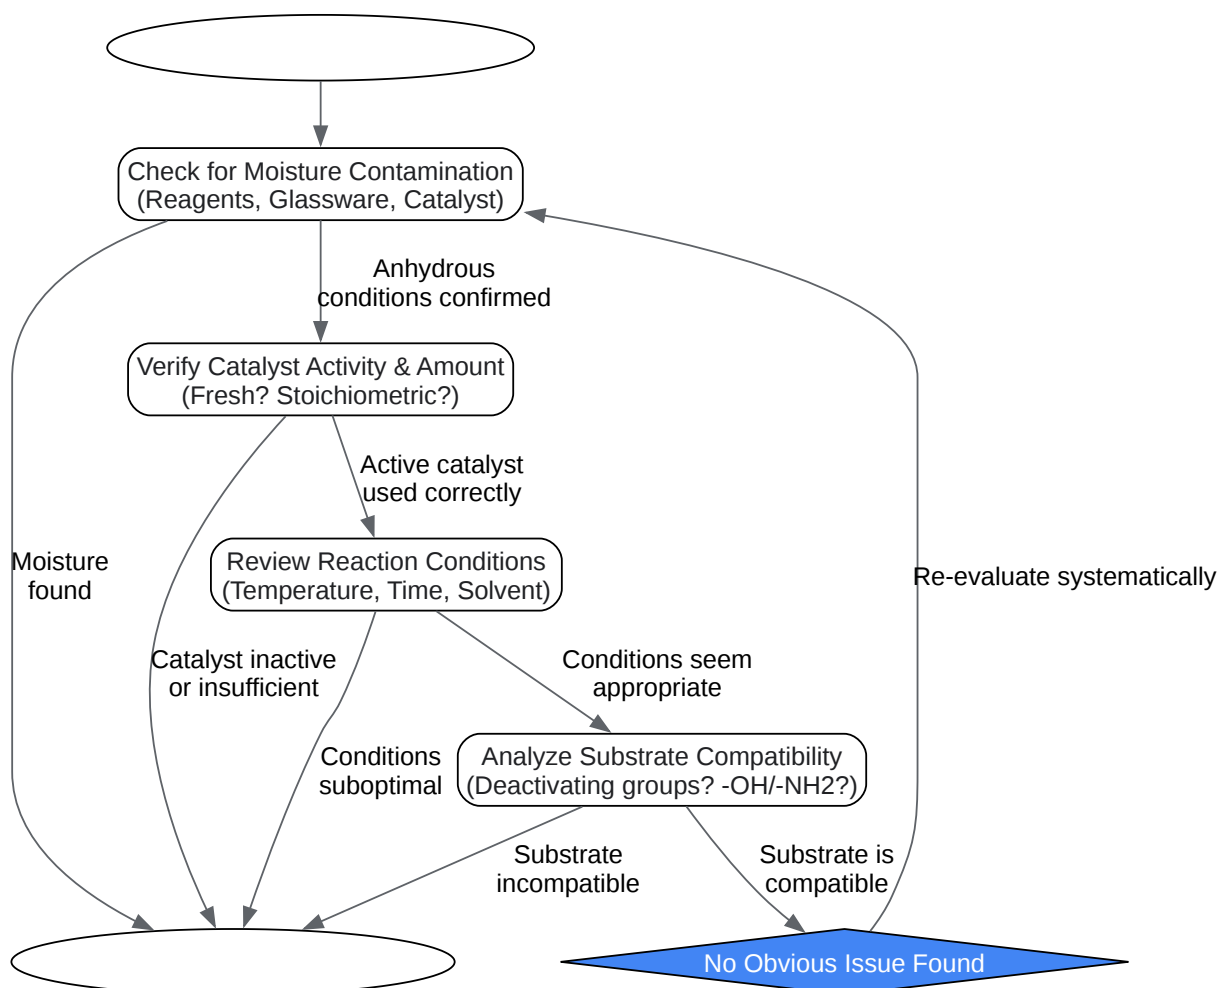 Check for Moisture Contamination
(Reagents, Glassware, Catalyst)
Anhydrous
conditions confirmed
Verify Catalyst Activity & Amount
(Fresh? Stoichiometric?)
Active catalyst
used correctly
Moisture
found
Review Reaction Conditions
(Temperature, Time, Solvent)
Re-evaluate systematically
Catalyst inactive
or insufficient
Conditions seem
appropriate
Conditions
suboptimal
Analyze Substrate Compatibility
(Deactivating groups? -OH/-NH2?)
Substrate
incompatible
Substrate is
compatible
No Obvious Issue Found